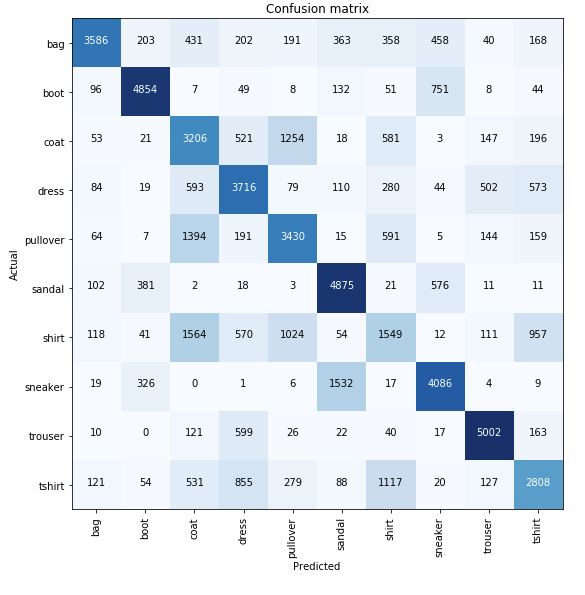 Confusion matrix
Actual
bag 3586 203 431 202 191 363 358 458 40 168
boot 96 4854 7 49 8 132 51 751 8 44
coat 53 21 3206 521 1254 18 581 3 147 196
dress 84 19 593 3716 79 110 280 44 502 573
pullover 64 7 1394 191 3430 15 591 5 144 159
sandal 102 381 2 18 3 4875 21 576 11 11
shirt 118 41 1564 570 1024 54 1549 12 111 957
sneaker 19 326 0 1 6 1532 17 4086 4 9
trouser 10 0 121 599 26 22 40 17 5002 163
tshirt 121 54 531 855 279 88 1117 20 127 2808
bag boot coat dress pullover sandal shirt sneaker trouser tshirt
Predicted